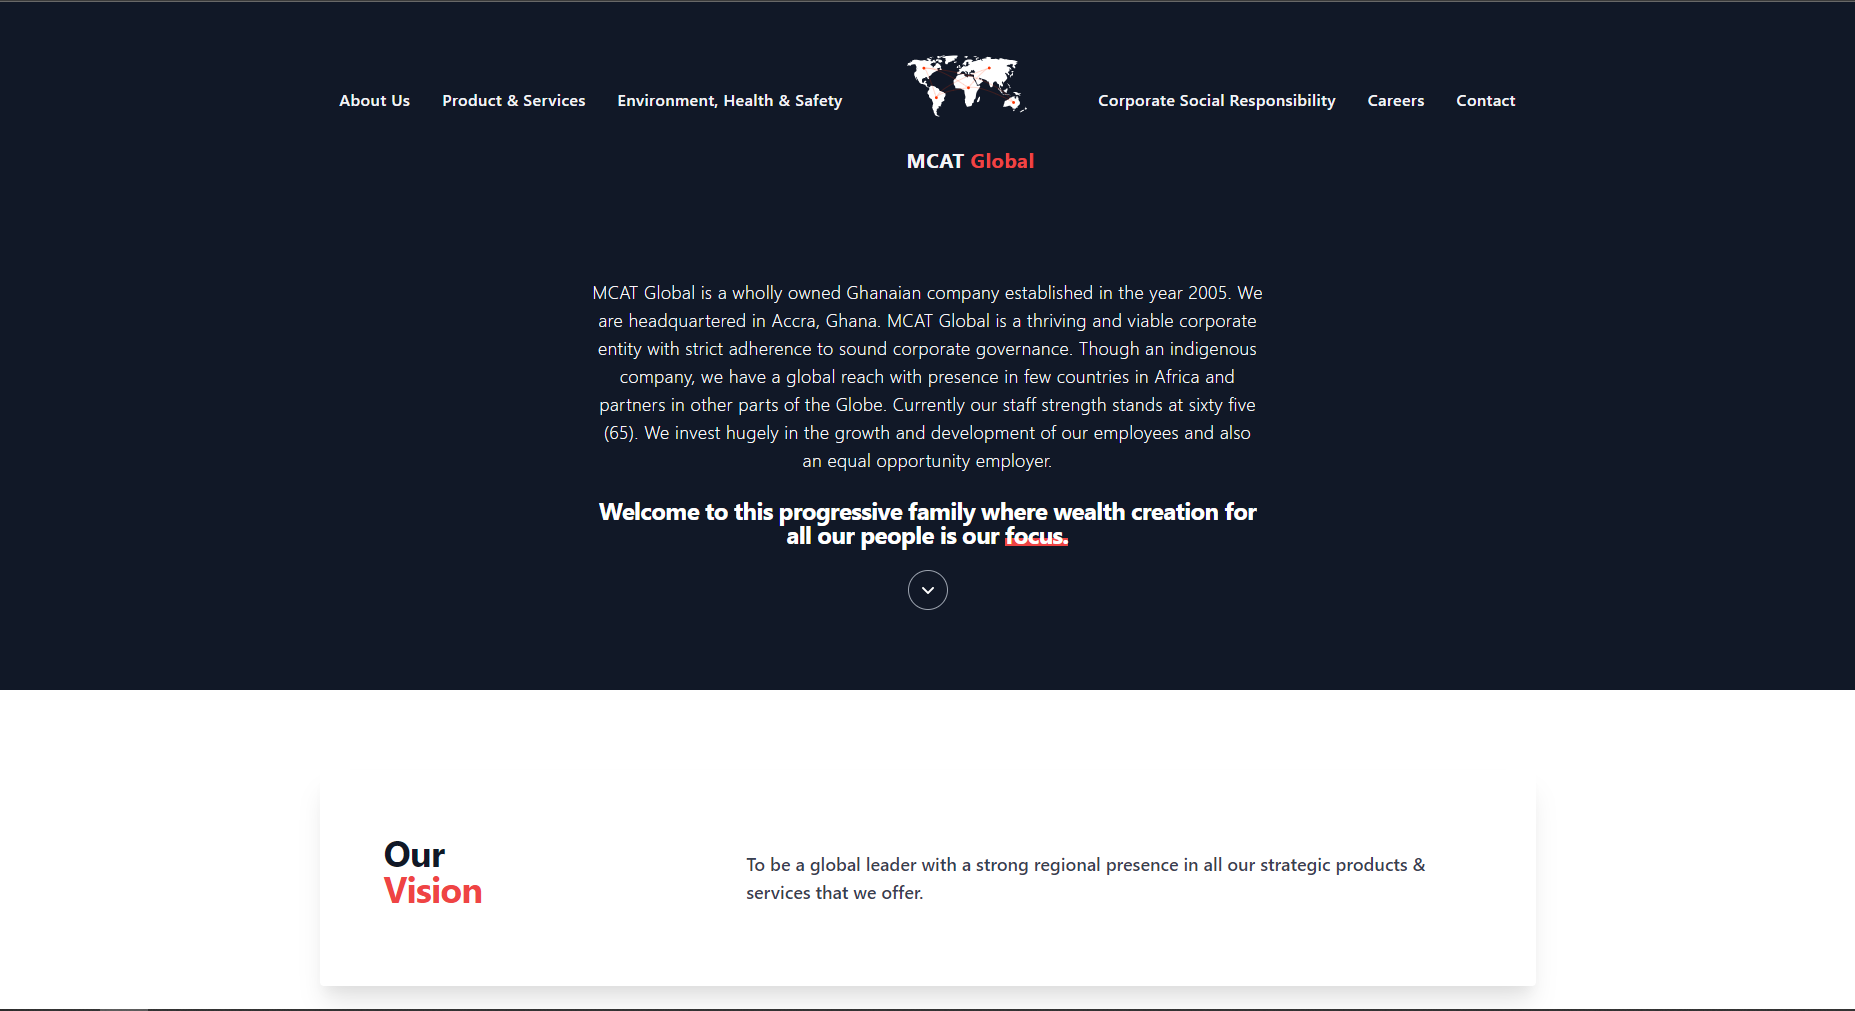 About Us Product & Services Environment, Health & Safety
MCAT Global
Corporate Social Responsibility Careers Contact
MCAT Global is a wholly owned Ghanaian company established in the year 2005. We
are headquartered in Accra, Ghana. MCAT Global is a thriving and viable corporate
entity with strict adherence to sound corporate governance. Though an indigenous
company, we have a global reach with presence in few countries in Africa and
partners in other parts of the Globe. Currently our staff strength stands at sixty five
(65). We invest hugely in the growth and development of our employees and also
an equal opportunity employer.
Welcome to this progressive family where wealth creation for
all our people is our focus.
Our
Vision
To be a global leader with a strong regional presence in all our strategic products &
services that we offer.